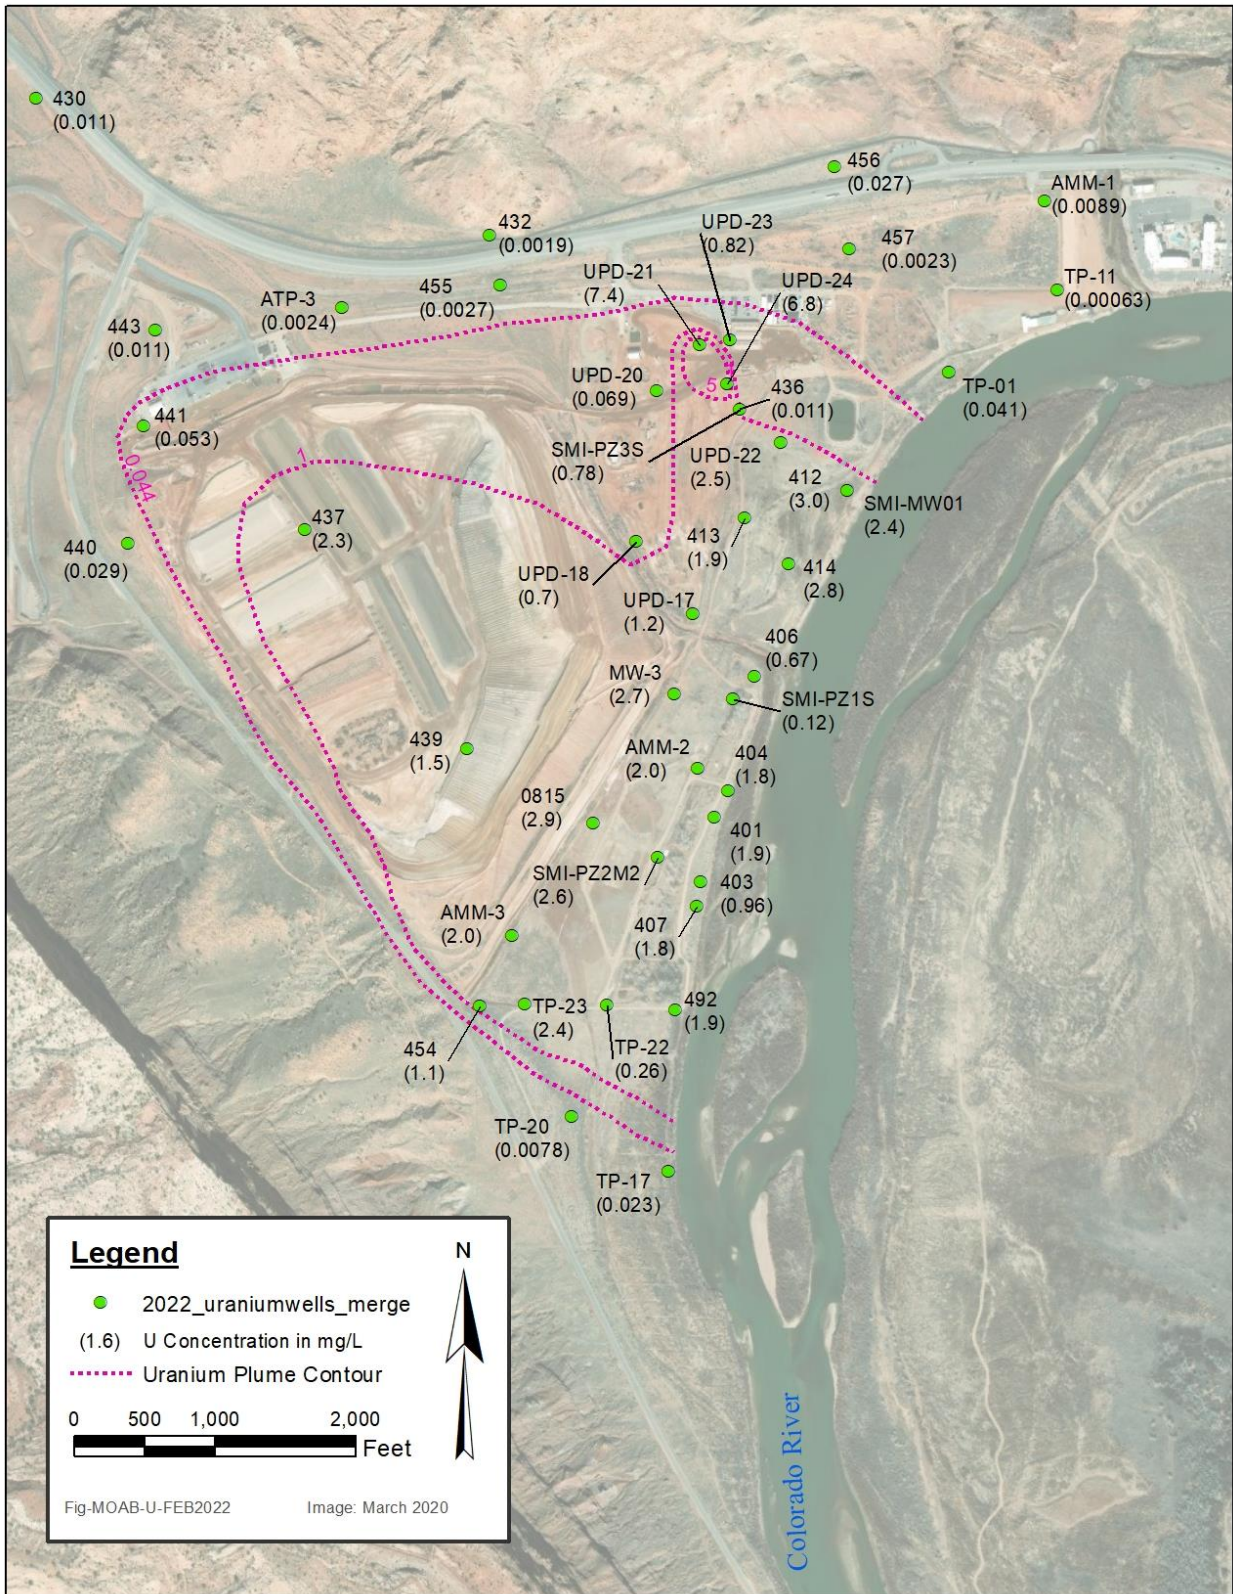 430
(0.011)
456
(0.027)
AMM-1
(0.0089)
432
(0.0019)
UPD-23
(0.82)
457
(0.0023)
UPD-21
(7.4)
UPD-24
(6.8)
TP-11
(0.00063)
455
(0.0027)
ATP-3
(0.0024)
443
(0.011)
UPD-20
(0.069)
5
436
(0.011)
TP-01
(0.041)
441
(0.053)
0.044
1
SMI-PZ3S
(0.78)
UPD-22
(2.5)
412
(3.0)
SMI-MW01
(2.4)
437
(2.3)
413
(1.9)
440
(0.029)
UPD-18
(0.7)
414
(2.8)
UPD-17
(1.2)
406
(0.67)
MW-3
(2.7)
SMI-PZ1S
(0.12)
439
(1.5)
AMM-2
(2.0)
404
(1.8)
0815
(2.9)
401
(1.9)
SMI-PZ2M2
(2.6)
403
(0.96)
AMM-3
(2.0)
407
(1.8)
TP-23
(2.4)
492
(1.9)
454
(1.1)
TP-22
(0.26)
TP-20
(0.0078)
TP-17
(0.023)
Legend
N
2022_uraniumwells_merge
(1.6) U Concentration in mg/L
Uranium Plume Contour
0 500 1,000 2,000
Feet
Fig-MOAB-U-FEB2022 Image: March 2020
Colorado River